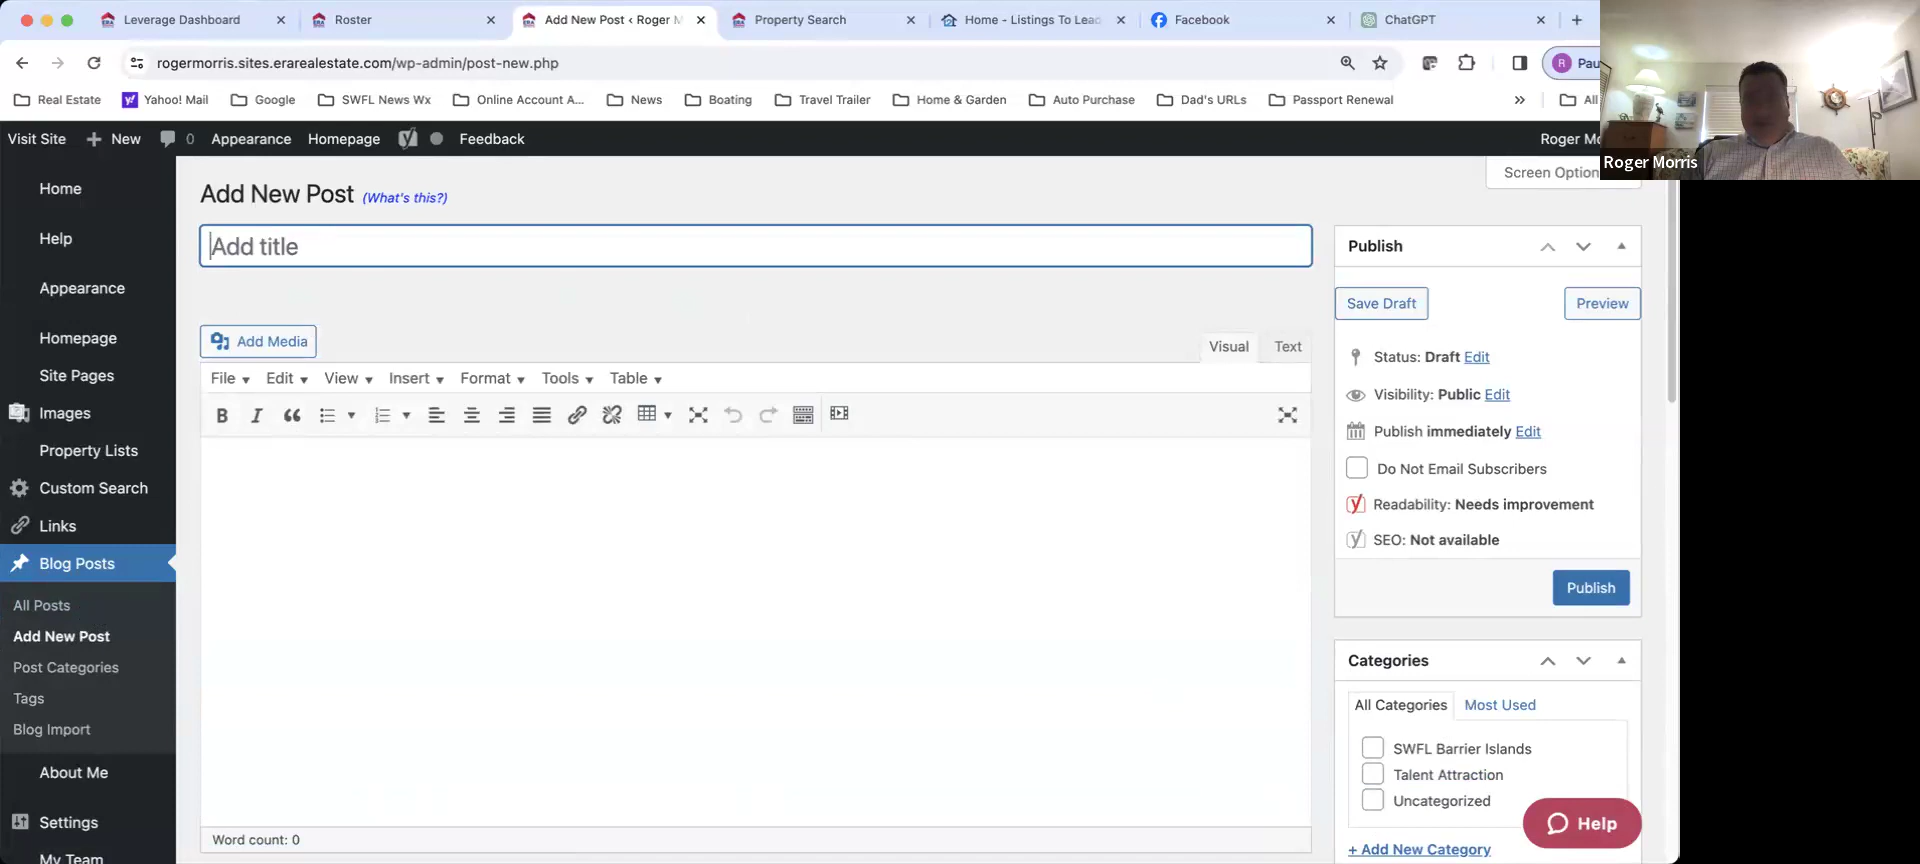 Leverage Dashboard
Roster
Add New Post ‹ Roger M
Property Search
Home - Listings To Lead
Facebook
ChatGPT
rogermorris.sites.erarealestate.com/wp-admin/post-new.php
R Pau
Real Estate
Yahoo! Mail
Google
SWFL News Wx
Online Account A...
News
Boating
Travel Trailer
Home & Garden
Auto Purchase
Dad's URLs
Passport Renewal
» All
Visit Site
+ New
0
Appearance
Homepage
Feedback
Roger Mo
Roger Morris
Home
Help
Appearance
Homepage
Site Pages
Images
Property Lists
Custom Search
Links
Blog Posts
All Posts
Add New Post
Post Categories
Tags
Blog Import
About Me
Settings
My Team
Screen Option
Add New Post (What's this?)
Add title
Add Media
Visual Text
File Edit View Insert Format Tools Table
B I
Word count: 0
Publish
Save Draft
Preview
Status: Draft Edit
Visibility: Public Edit
Publish immediately Edit
Do Not Email Subscribers
Readability: Needs improvement
SEO: Not available
Publish
Categories
All Categories Most Used
SWFL Barrier Islands
Talent Attraction
Uncategorized
+ Add New Category
Help